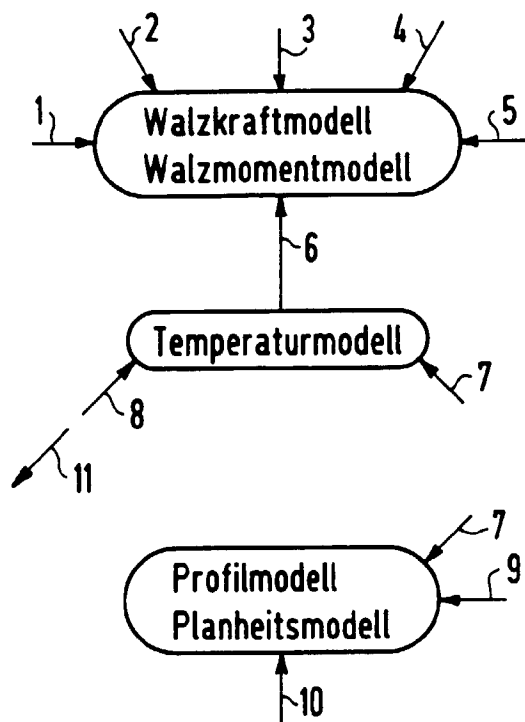 2 3 4
1 5
Walzkraftmodell
Walzmomentmodell
6
Temperaturmodell
7
8
11
7
Profilmodell
9
Planheitsmodell
10